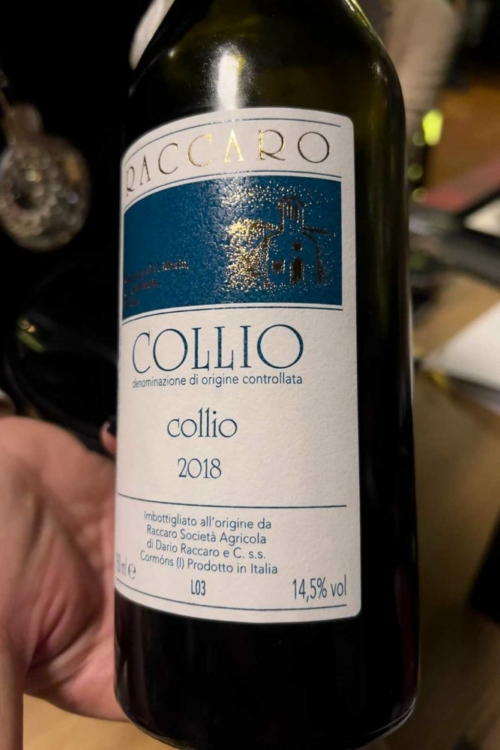 RACCARO
COLLIO
denominazione di origine controllata
collio
2018
Imbottigliato all'origine da
Raccaro Società Agricola
di Dario Raccaro e C. s.s.
Cormòns (I) Prodotto in Italia
ml e
L03
14,5% vol